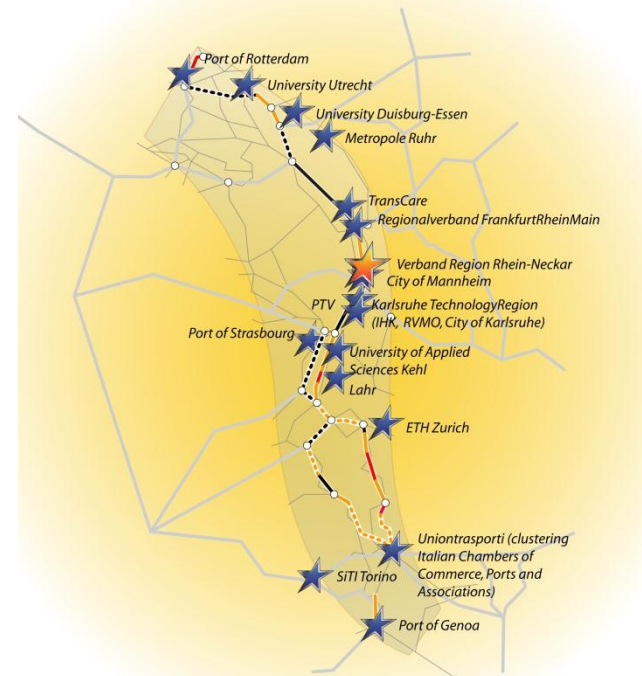 Port of Rotterdam
University Utrecht
University Duisburg-Essen
Metropole Ruhr
TransCare
Regionalverband FrankfurtRheinMain
Verband Region Rhein-Neckar
City of Mannheim
PTV
Karlsruhe TechnologyRegion
(IHK, RVMO, City of Karlsruhe)
Port of Strasbourg
University of Applied
Sciences Kehl
Lahr
ETH Zurich
Uniontrasporti (clustering
Italian Chambers of
Commerce, Ports and
Associations)
SiTI Torino
Port of Genoa